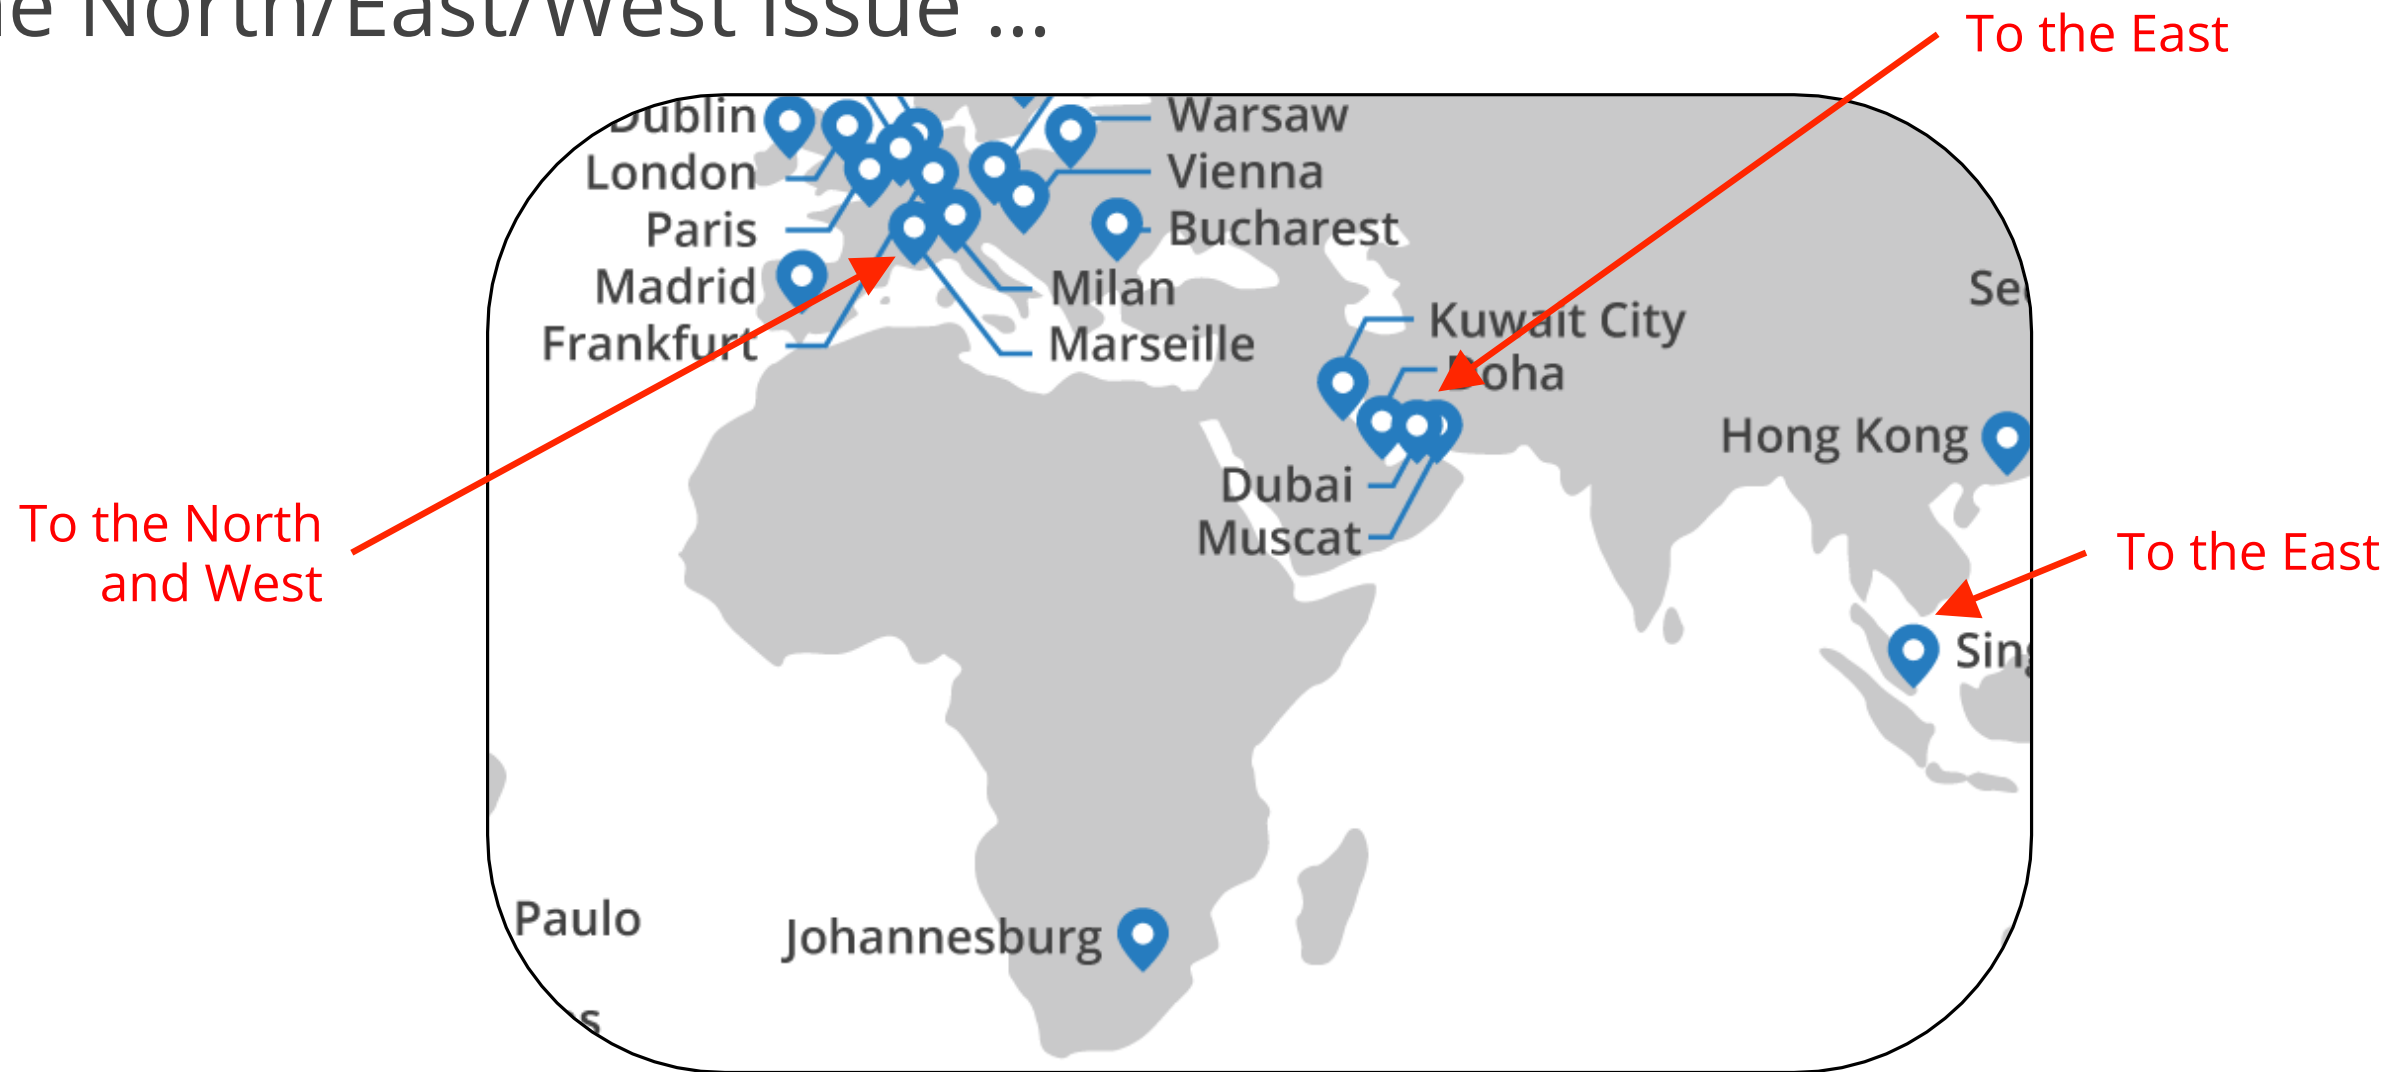 North/East/West issue ...
To the East
Dublin
London
Paris
Madrid
Frankfurt
Warsaw
Vienna
Bucharest
Milan
Marseille
Kuwait City
Doha
Dubai
Muscat
Hong Kong
To the North
and West
To the East
Paulo
Johannesburg